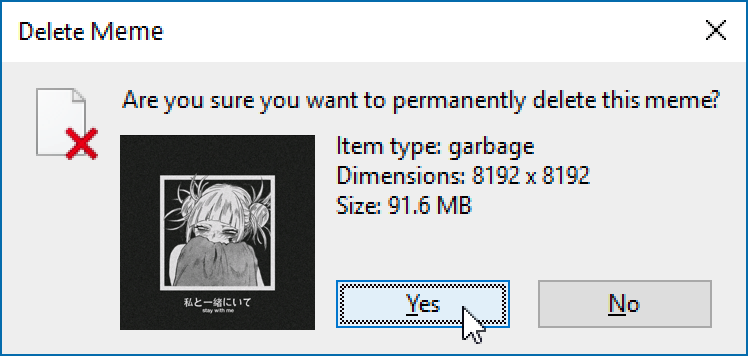 Delete Meme
Are you sure you want to permanently delete this meme?
Item type: garbage
Dimensions: 8192 x 8192
Size: 91.6 MB
私と一緒にいて
stay with me
Yes
No